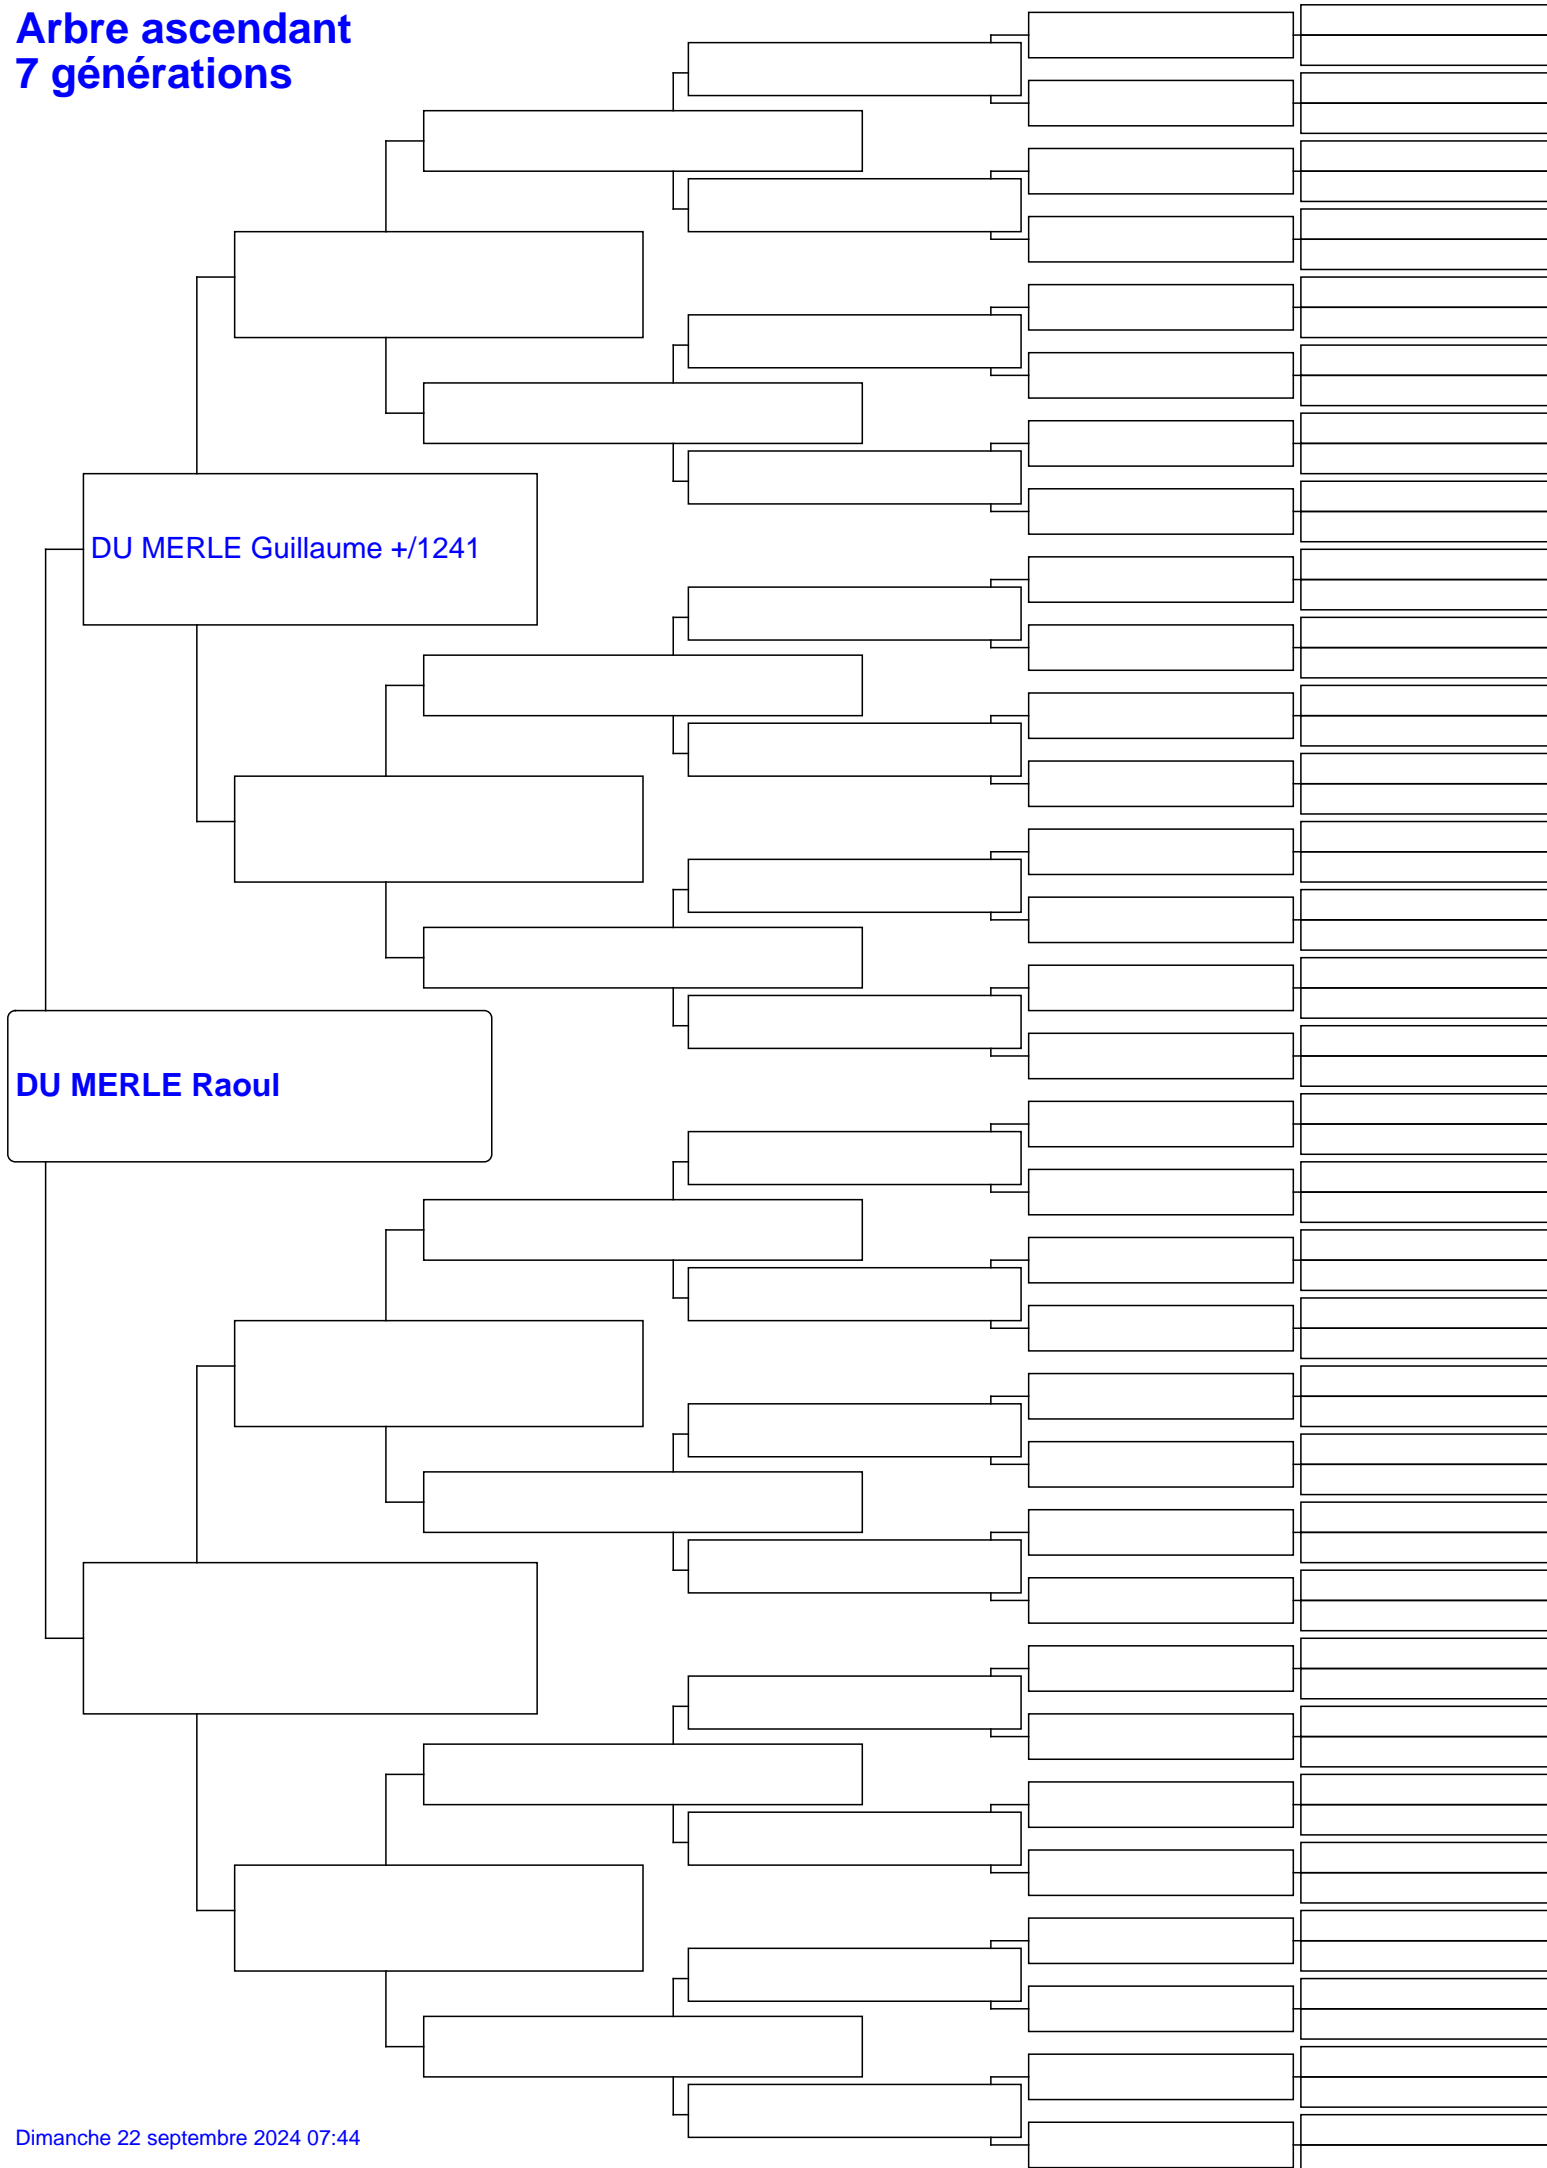 Arbre ascendant
7 générations
DU MERLE Guillaume +/1241
DU MERLE Raoul
Dimanche 22 septembre 2024 07:44